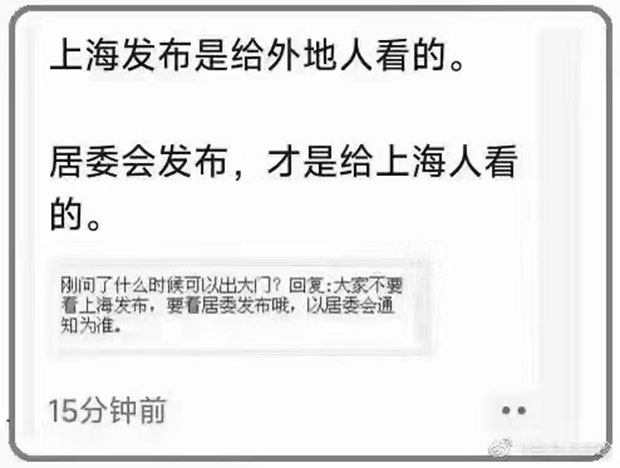 上海发布是给外地人看的。
居委会发布，才是给上海人看
的。
刚问了什么时候可以出大门？回复:大家不要
看上海发布，要看居委发布哦，以居委会通
知为准。
15分钟前